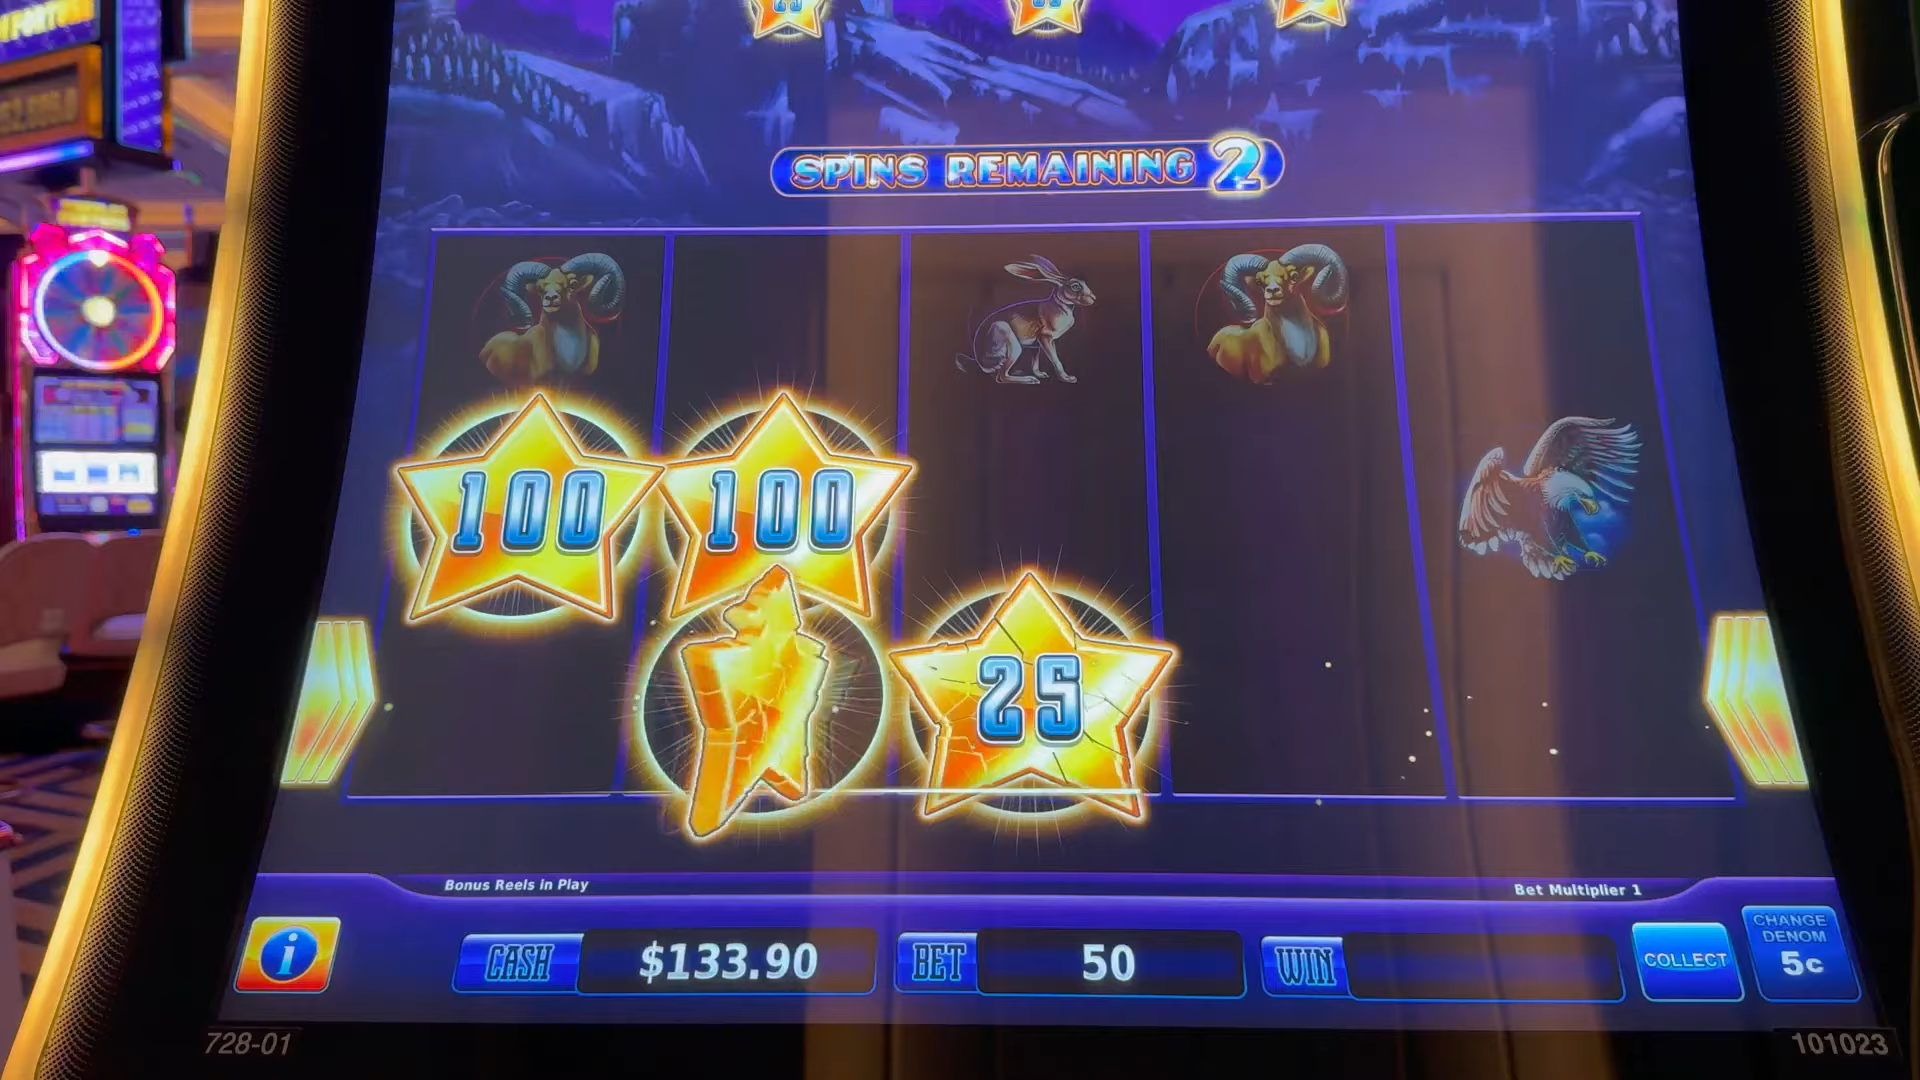 SPINS REMAINING 2
100
100
25
Bonus Reels in Play
Bet Multiplier 1
CASH
$133.90
BET
50
WIN
COLLECT
CHANGE
DENOM
5c
728-01
101023